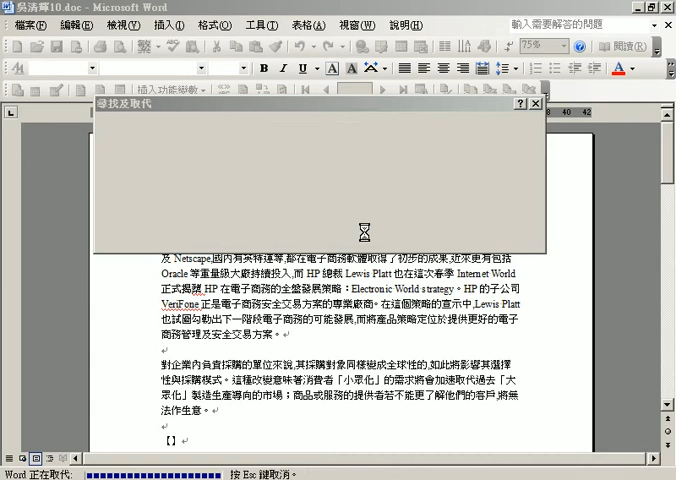 吳清輝10.doc - Microsoft Word
檔案(F) 編輯(E) 檢視(V) 插入(I) 格式(O) 工具(T) 表格(A) 視窗(W) 說明(H) 輸入需要解答的問題
75% 閱讀(R)
B I U A A A
插入功能變數
尋找及取代
38 40 42
及 Netscape,國內有英特連等,都在電子商務軟體取得了初步的成果,近來更有包括
Oracle 等重量級大廠持續投入,而 HP 總裁 Lewis Platt 也在這次春季 Internet World
正式揭櫫 HP 在電子商務的全盤發展策略：Electronic World strategy。HP 的子公司
VeriFone 正是電子商務安全交易方案的專業廠商。在這個策略的宣示中,Lewis Platt
也試圖勾勒出下一階段電子商務的可能發展,而將產品策略定位於提供更好的電子
商務管理及安全交易方案。
對企業內負責採購的單位來說,其採購對象同樣變成全球性的,如此將影響其選擇
性與採購模式。這種改變意味著消費者「小眾化」的需求將會加速取代過去「大
眾化」製造生產導向的市場；商品或服務的提供者若不能更了解他們的客戶,將無
法作生意。
【】
Word 正在取代: 按 Esc 鍵取消。